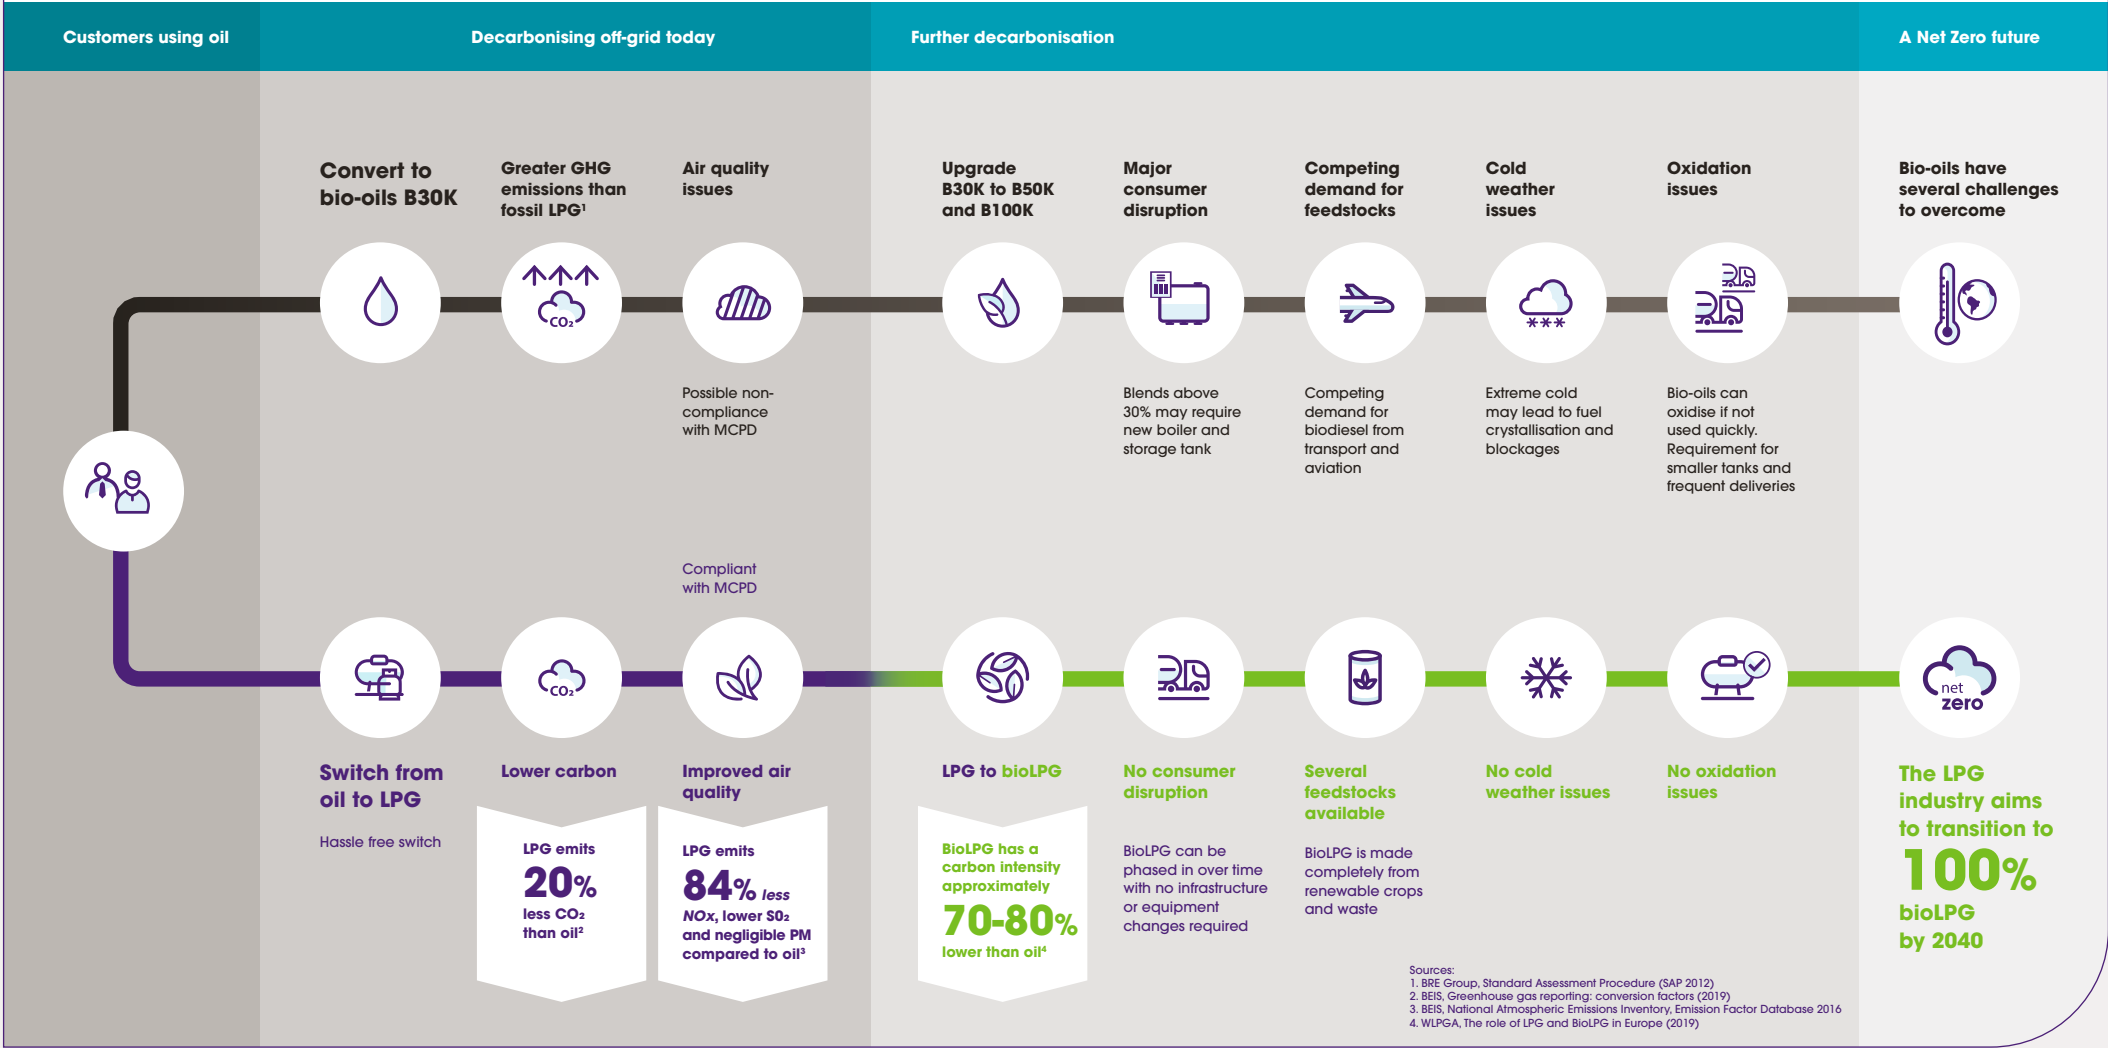 Customers using oil
Decarbonising off-grid today
Further decarbonisation
A Net Zero future
Convert to
bio-oils B30K
Greater GHG
emissions than
fossil LPG¹
Air quality
issues
Upgrade
B30K to B50K
and B100K
Major
consumer
disruption
Competing
demand for
feedstocks
Cold
weather
issues
Oxidation
issues
Bio-oils have
several challenges
to overcome
CO₂
Possible non-
compliance
with MCPD
Blends above
30% may require
new boiler and
storage tank
Competing
demand for
biodiesel from
transport and
aviation
Extreme cold
may lead to fuel
crystallisation and
blockages
Bio-oils can
oxidise if not
used quickly.
Requirement for
smaller tanks and
frequent deliveries
Compliant
with MCPD
CO₂
net
zero
Switch from
oil to LPG
Hassle free switch
Lower carbon
LPG emits
20%
less CO₂
than oil²
Improved air
quality
LPG emits
84% less
NOx, lower S0₂
and negligible PM
compared to oil³
LPG to bioLPG
BioLPG has a
carbon intensity
approximately
70-80%
lower than oil⁴
No consumer
disruption
BioLPG can be
phased in over time
with no infrastructure
or equipment
changes required
Several
feedstocks
available
BioLPG is made
completely from
renewable crops
and waste
No cold
weather issues
No oxidation
issues
The LPG
industry aims
to transition to
100%
bioLPG
by 2040
Sources:
1. BRE Group, Standard Assessment Procedure (SAP 2012)
2. BEIS, Greenhouse gas reporting: conversion factors (2019)
3. BEIS, National Atmospheric Emissions Inventory, Emission Factor Database 2016
4. WLPGA, The role of LPG and BioLPG in Europe (2019)